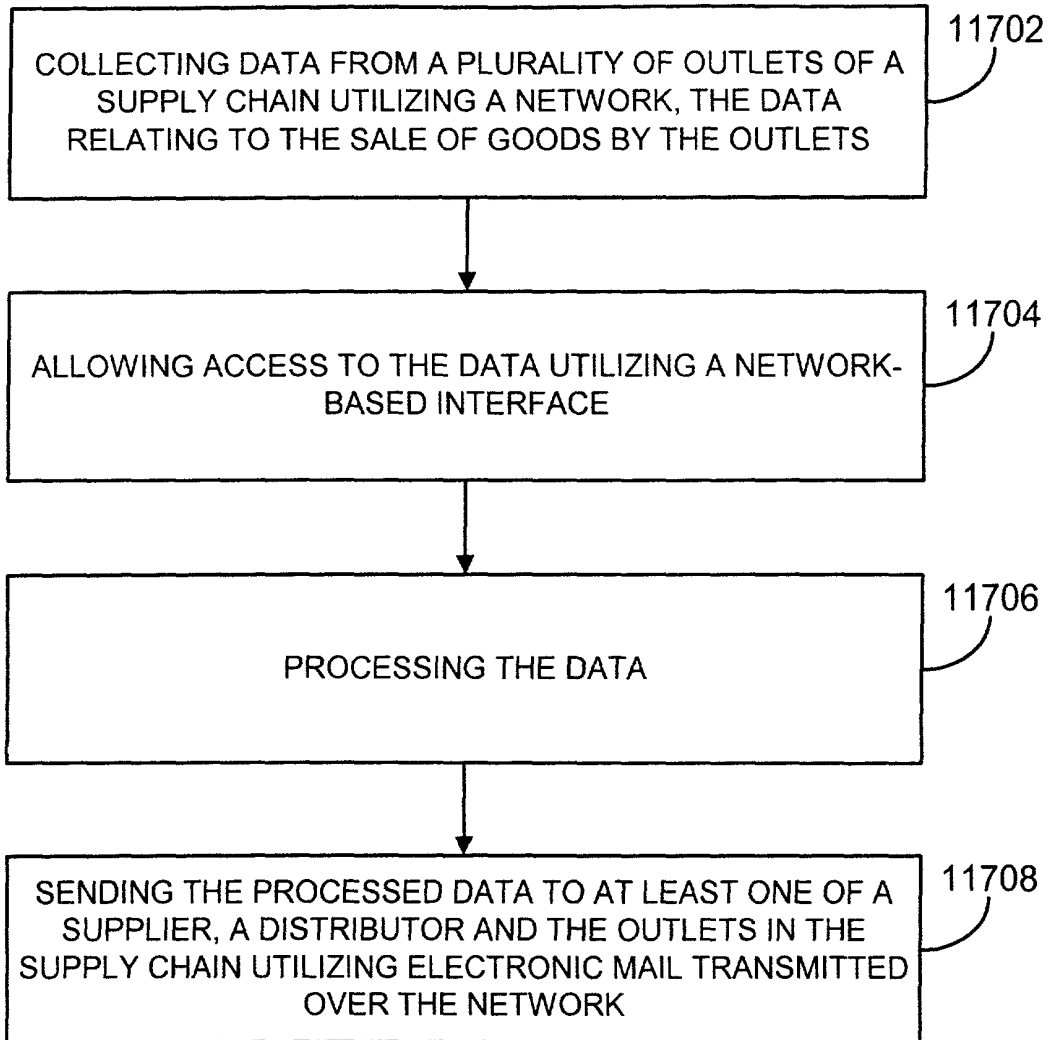 11702
COLLECTING DATA FROM A PLURALITY OF OUTLETS OF A
SUPPLY CHAIN UTILIZING A NETWORK, THE DATA
RELATING TO THE SALE OF GOODS BY THE OUTLETS
11704
ALLOWING ACCESS TO THE DATA UTILIZING A NETWORK-
BASED INTERFACE
11706
PROCESSING THE DATA
11708
SENDING THE PROCESSED DATA TO AT LEAST ONE OF A
SUPPLIER, A DISTRIBUTOR AND THE OUTLETS IN THE
SUPPLY CHAIN UTILIZING ELECTRONIC MAIL TRANSMITTED
OVER THE NETWORK